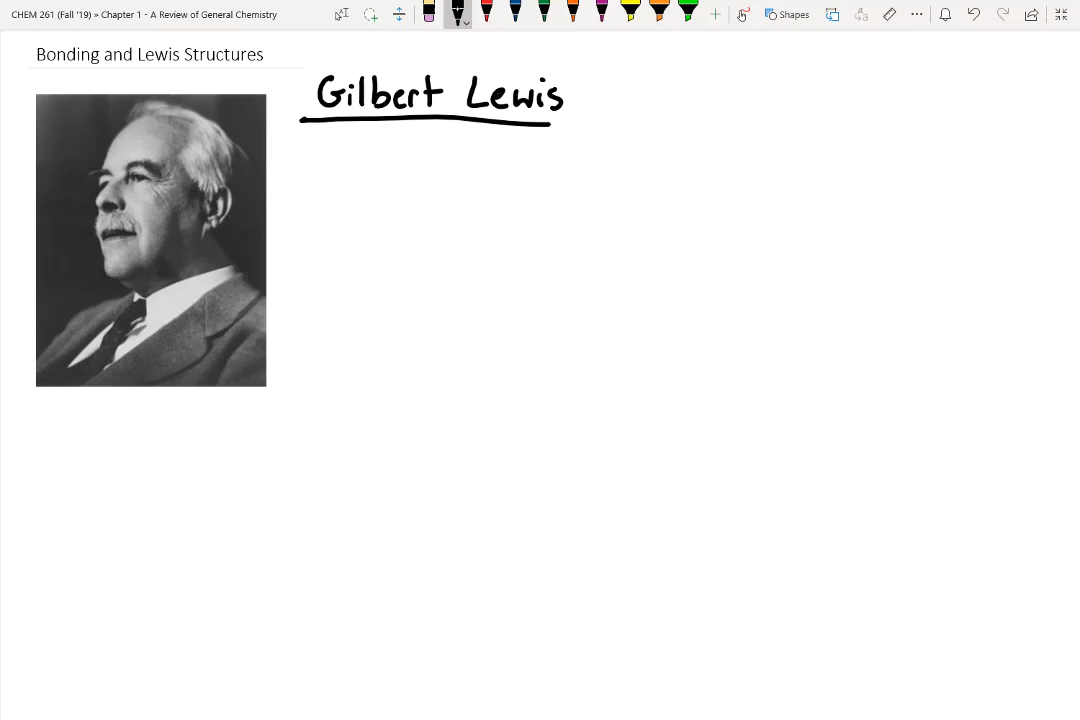 CHEM 261 (Fall '19) » Chapter 1 - A Review of General Chemistry
Shapes
Bonding and Lewis Structures
Gilbert Lewis